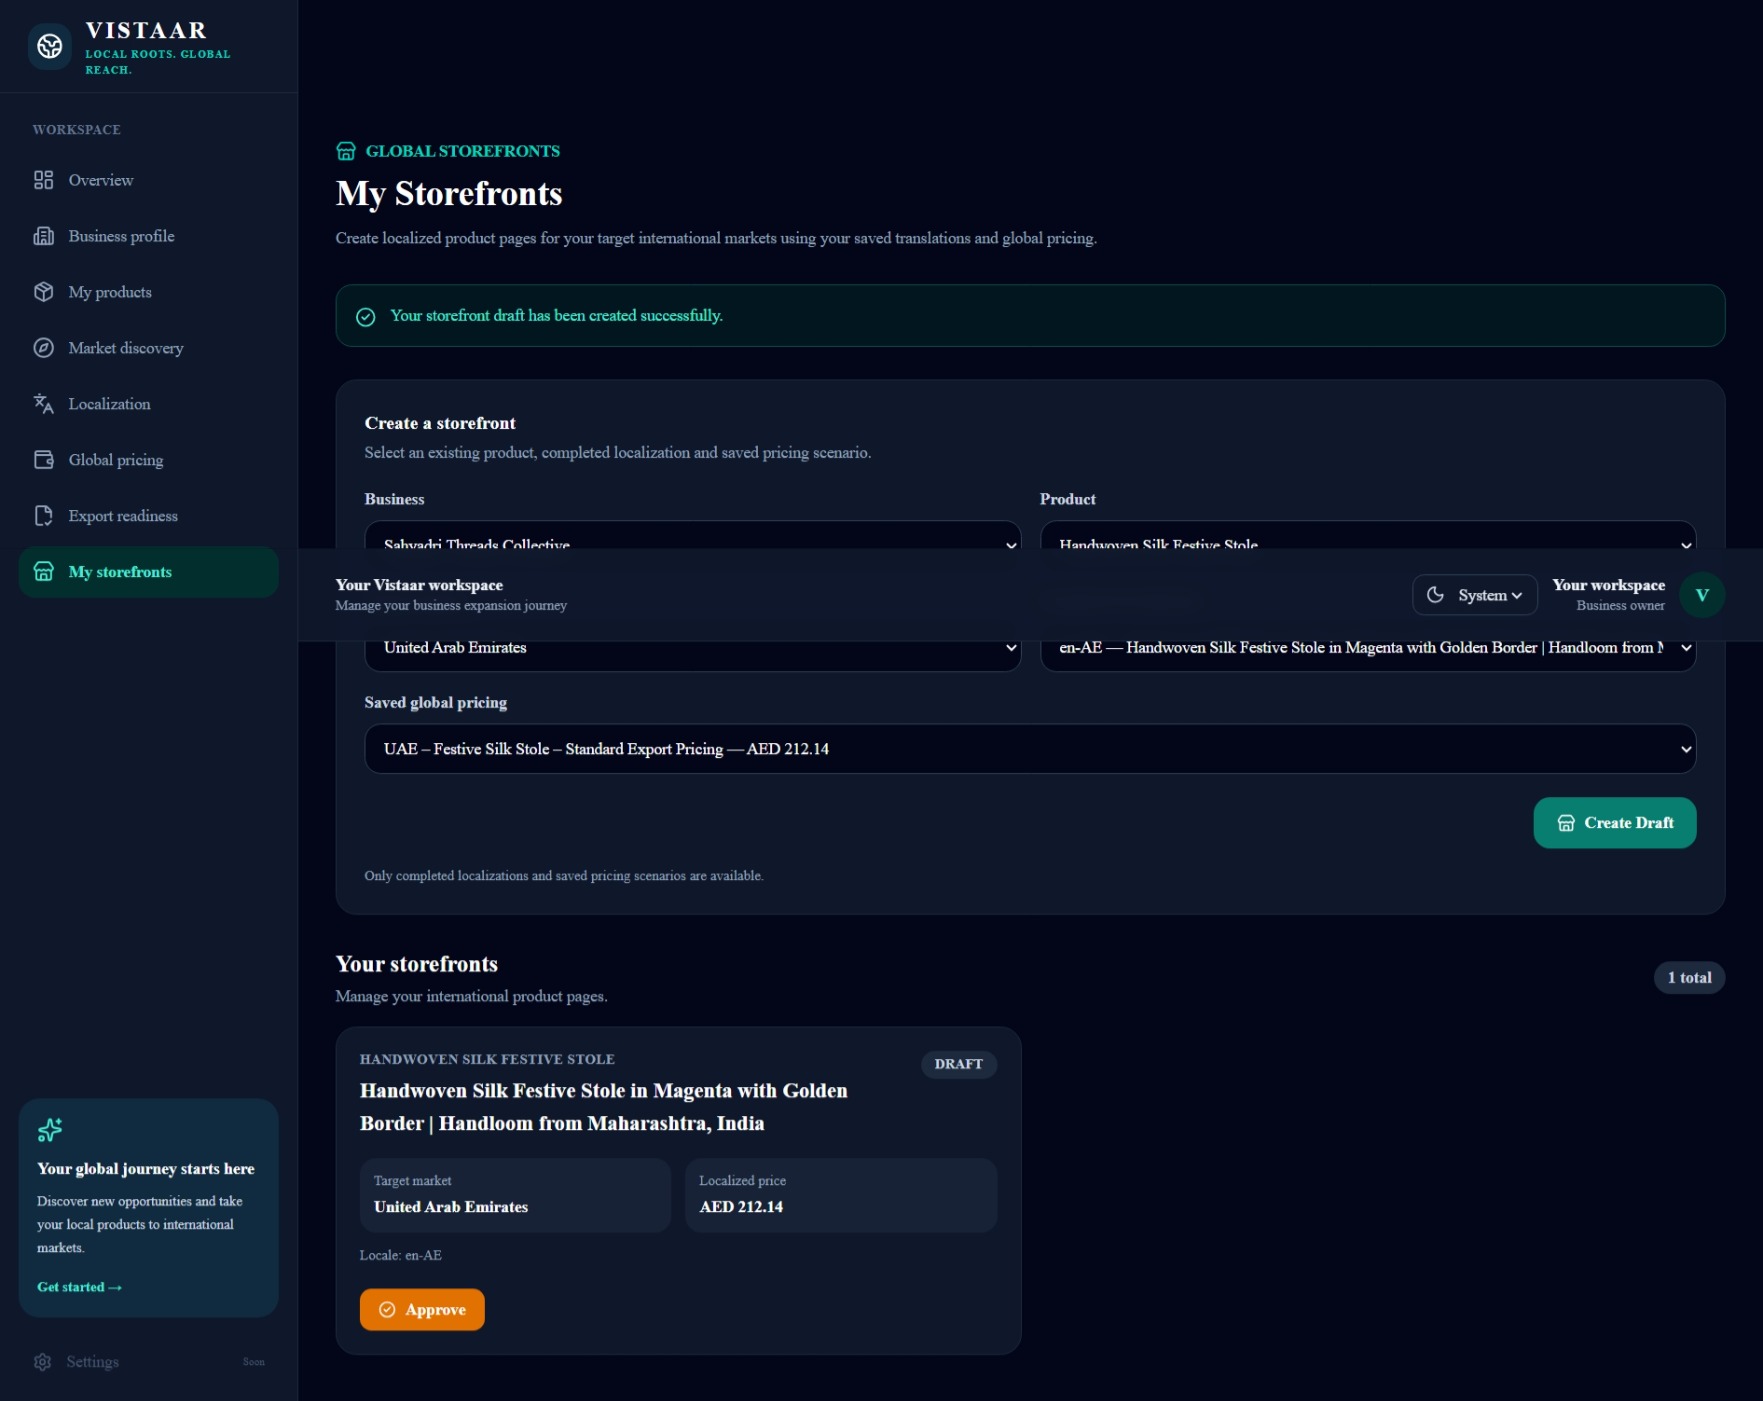 VISTAAR
LOCAL ROOTS. GLOBAL
REACH.
WORKSPACE
Overview
Business profile
My products
Market discovery
Localization
Global pricing
Export readiness
My storefronts
Your global journey starts here
Discover new opportunities and take
your local products to international
markets.
Get started →
Settings
Soon
GLOBAL STOREFRONTS
My Storefronts
Create localized product pages for your target international markets using your saved translations and global pricing.
Your storefront draft has been created successfully.
Create a storefront
Select an existing product, completed localization and saved pricing scenario.
Business
Product
Sahyadri Threads Collective
Handwoven Silk Festive Stole
Your Vistaar workspace
Manage your business expansion journey
System
Your workspace
Business owner
V
United Arab Emirates
en-AE — Handwoven Silk Festive Stole in Magenta with Golden Border | Handloom from
Saved global pricing
UAE – Festive Silk Stole – Standard Export Pricing — AED 212.14
Create Draft
Only completed localizations and saved pricing scenarios are available.
Your storefronts
Manage your international product pages.
1 total
HANDWOVEN SILK FESTIVE STOLE
DRAFT
Handwoven Silk Festive Stole in Magenta with Golden
Border | Handloom from Maharashtra, India
Target market
United Arab Emirates
Localized price
AED 212.14
Locale: en-AE
Approve